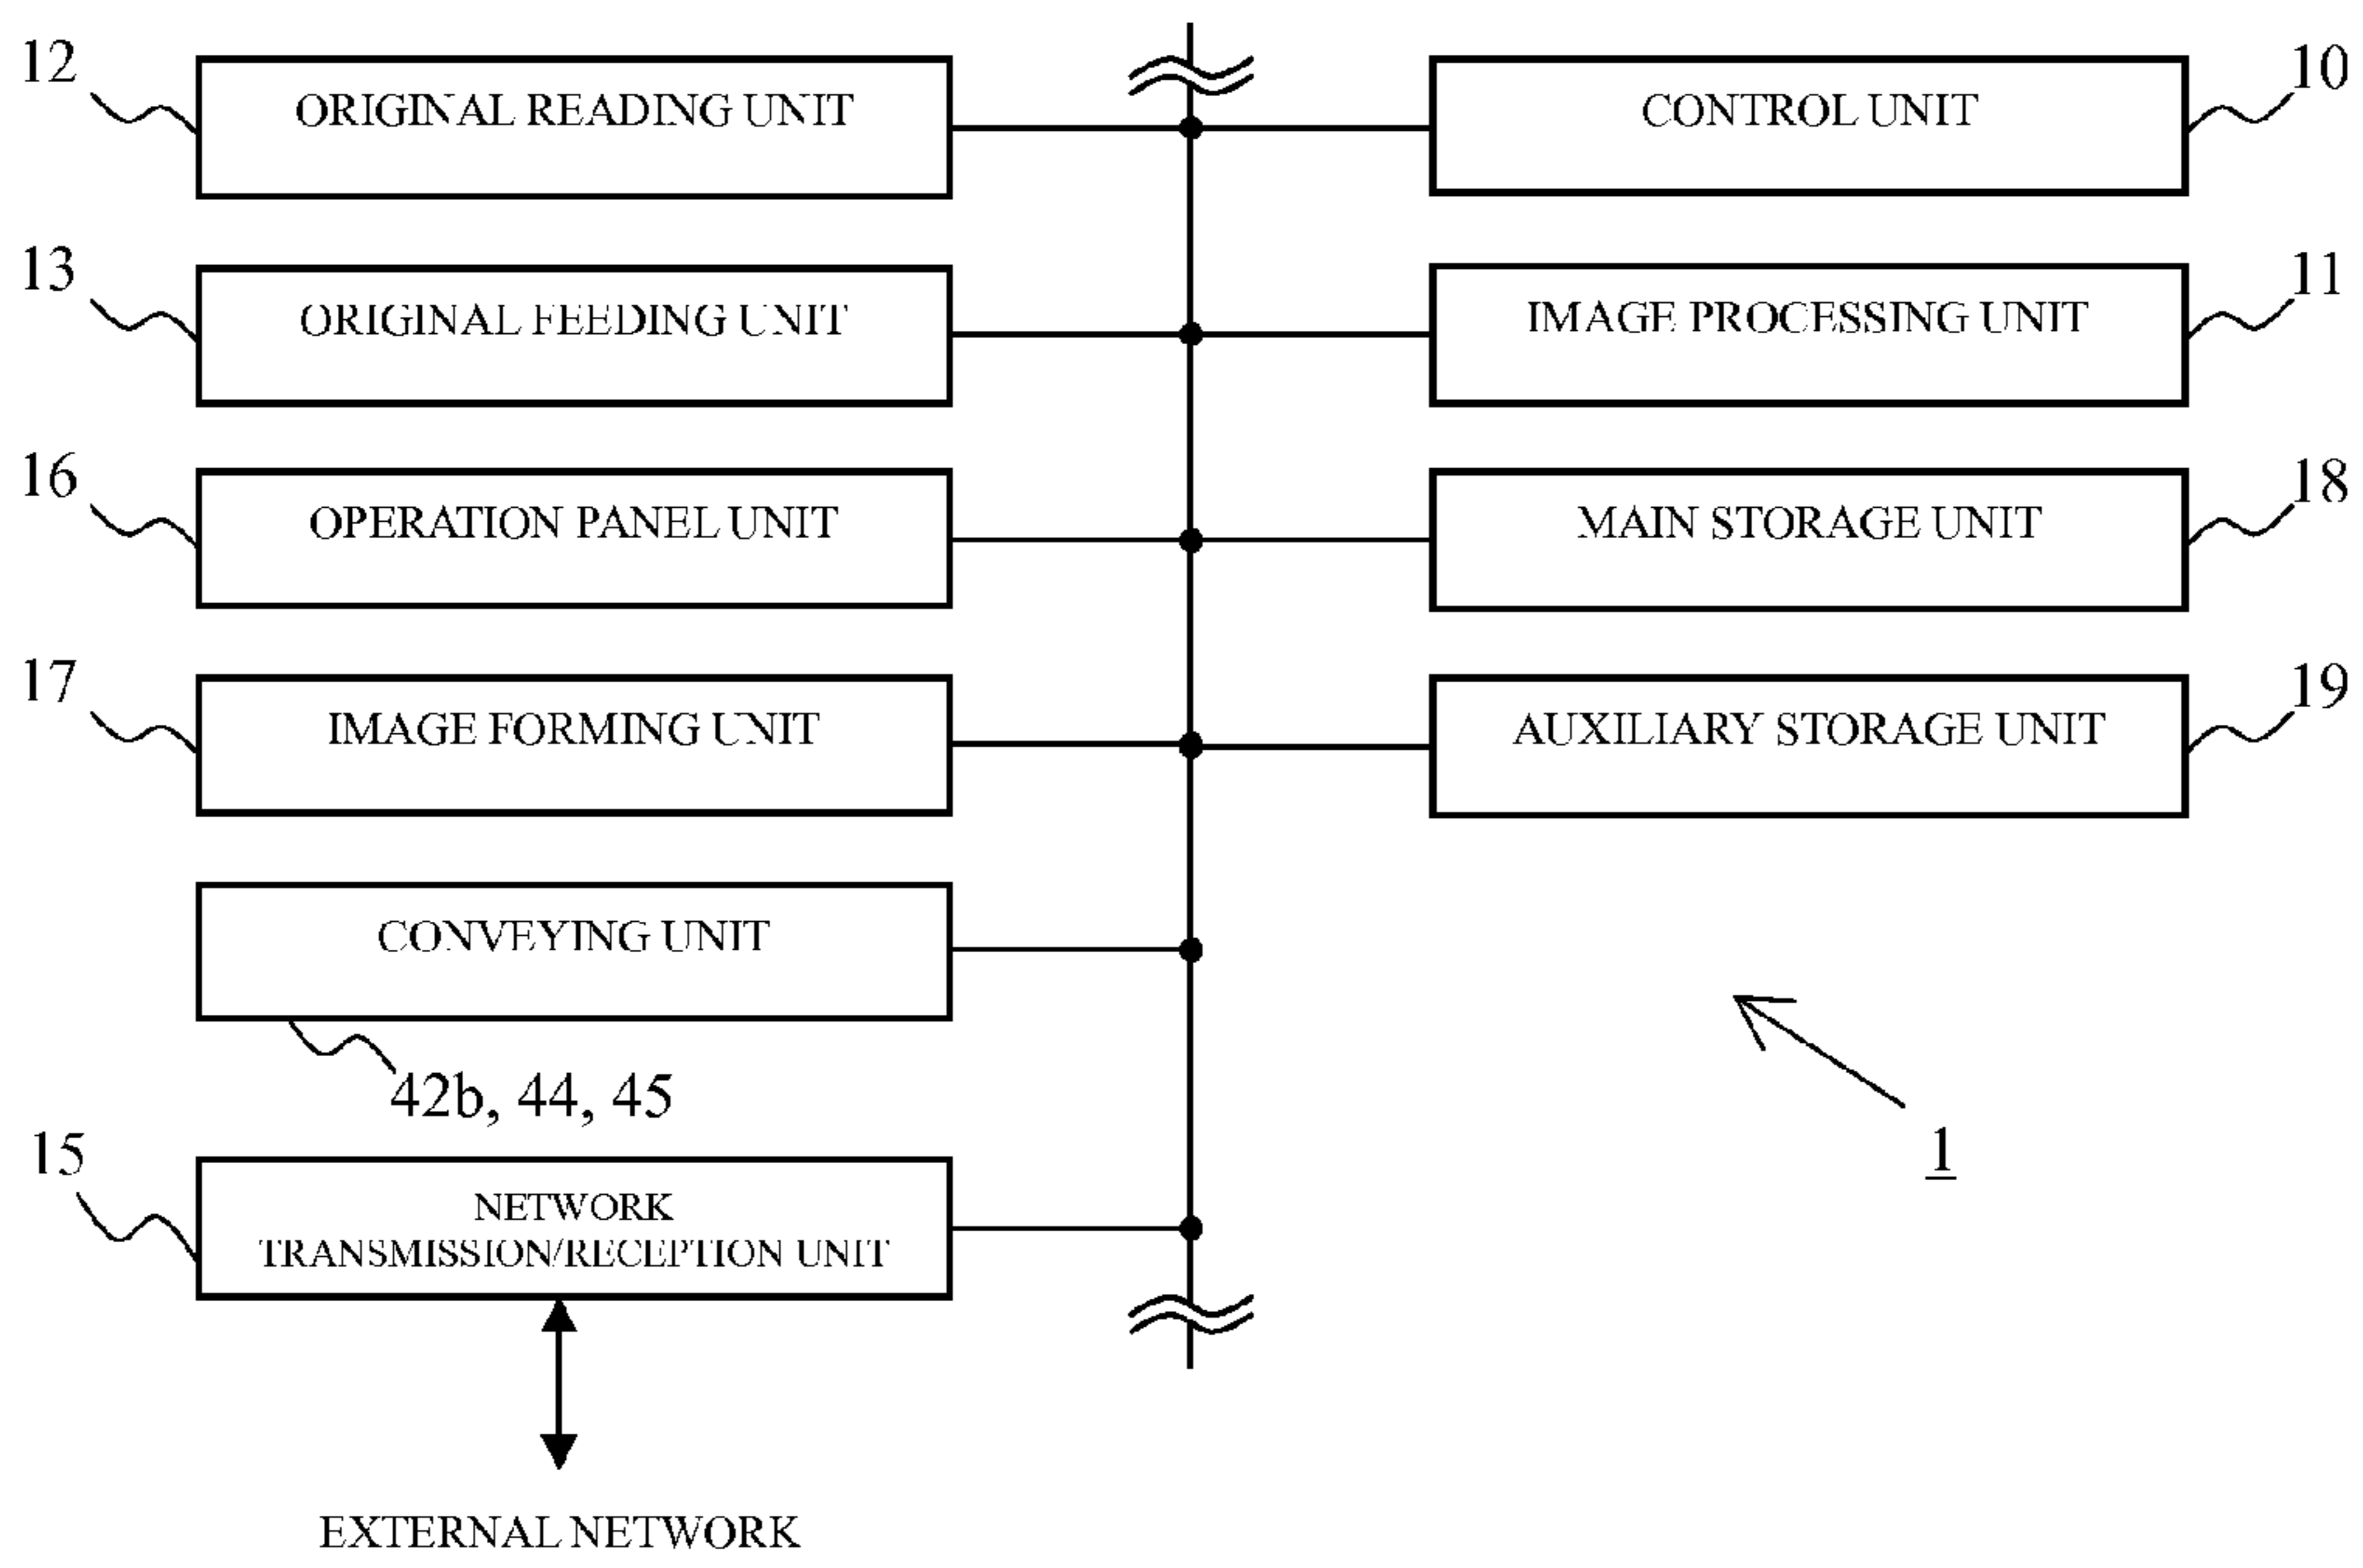 12 ORIGINAL READING UNIT
CONTROL UNIT 10
13 ORIGINAL FEEDING UNIT
IMAGE PROCESSING UNIT 11
16 OPERATION PANEL UNIT
MAIN STORAGE UNIT 18
17 IMAGE FORMING UNIT
AUXILIARY STORAGE UNIT 19
CONVEYING UNIT
42b, 44, 45
1
15
NETWORK
TRANSMISSION/RECEPTION UNIT
EXTERNAL NETWORK